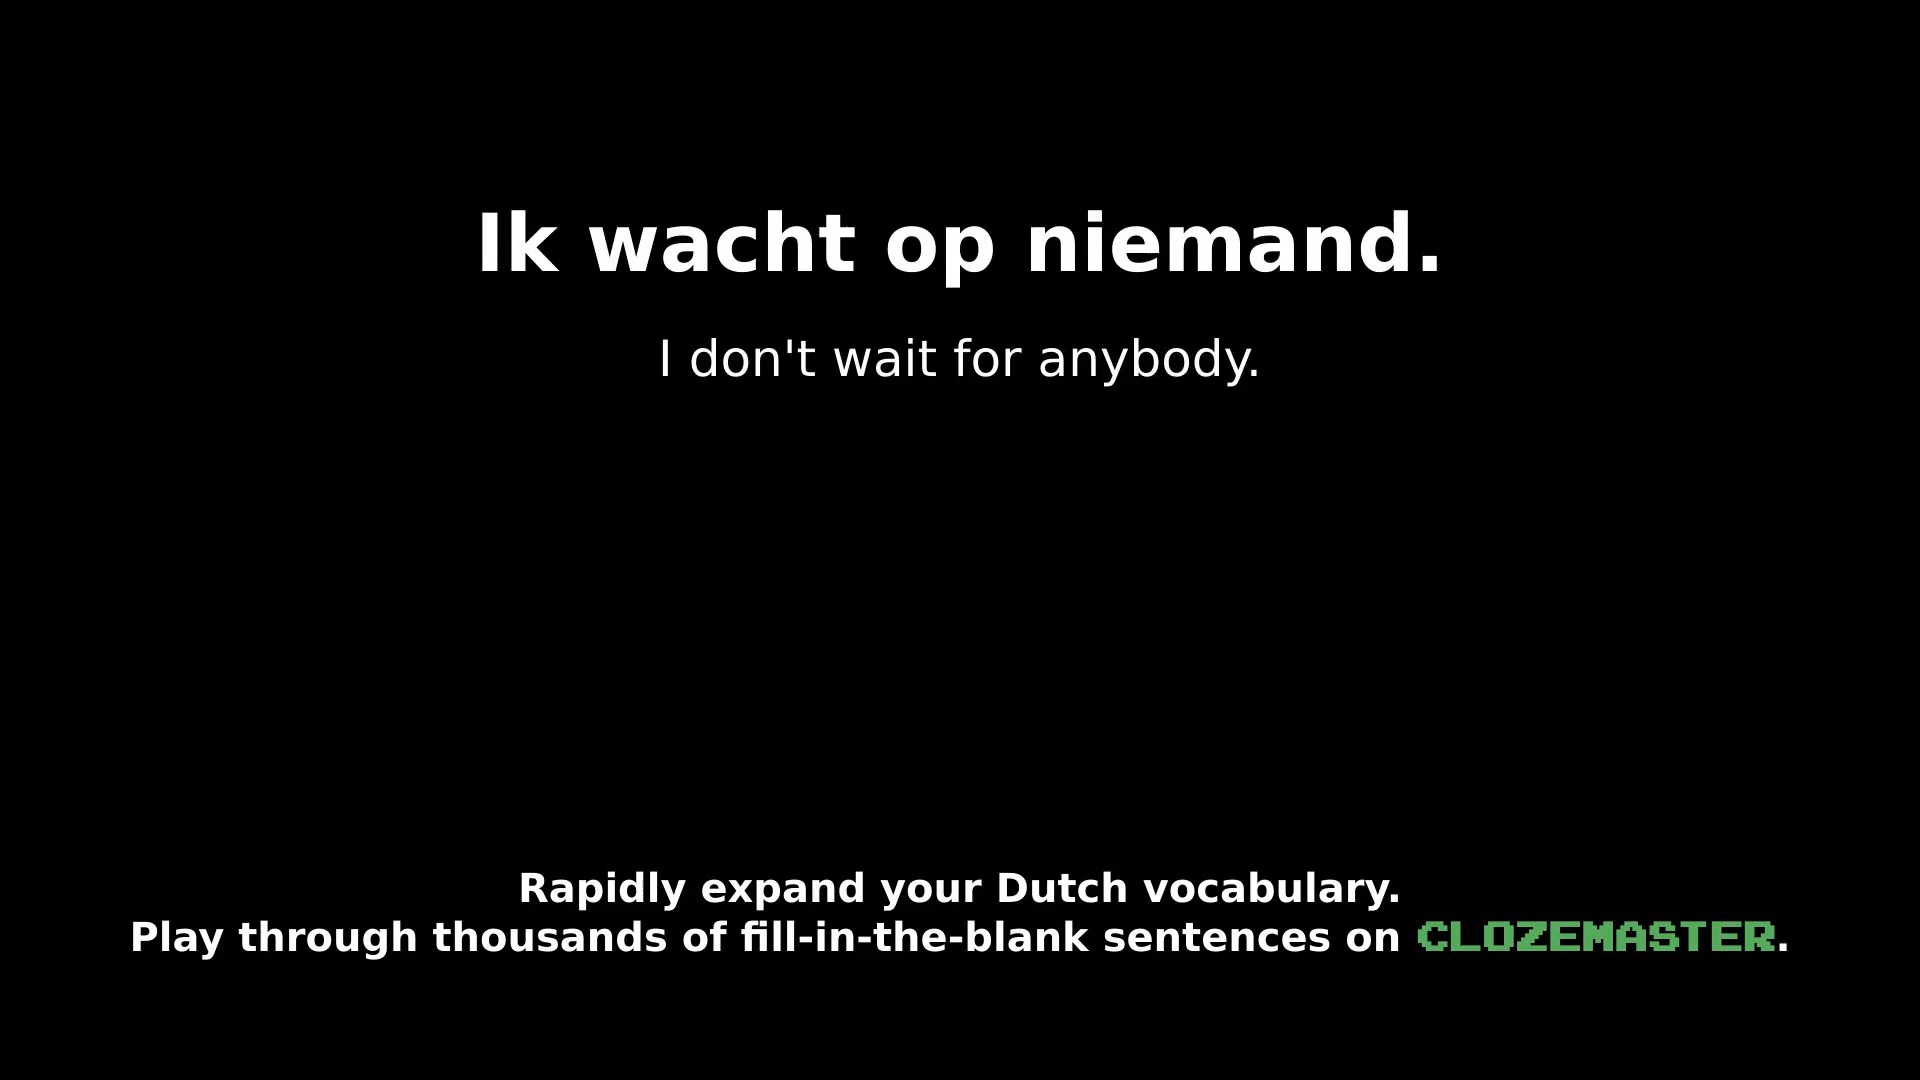 Ik wacht op niemand.
I don't wait for anybody.
Rapidly expand your Dutch vocabulary.
Play through thousands of fill-in-the-blank sentences on CLOZEMASTER.